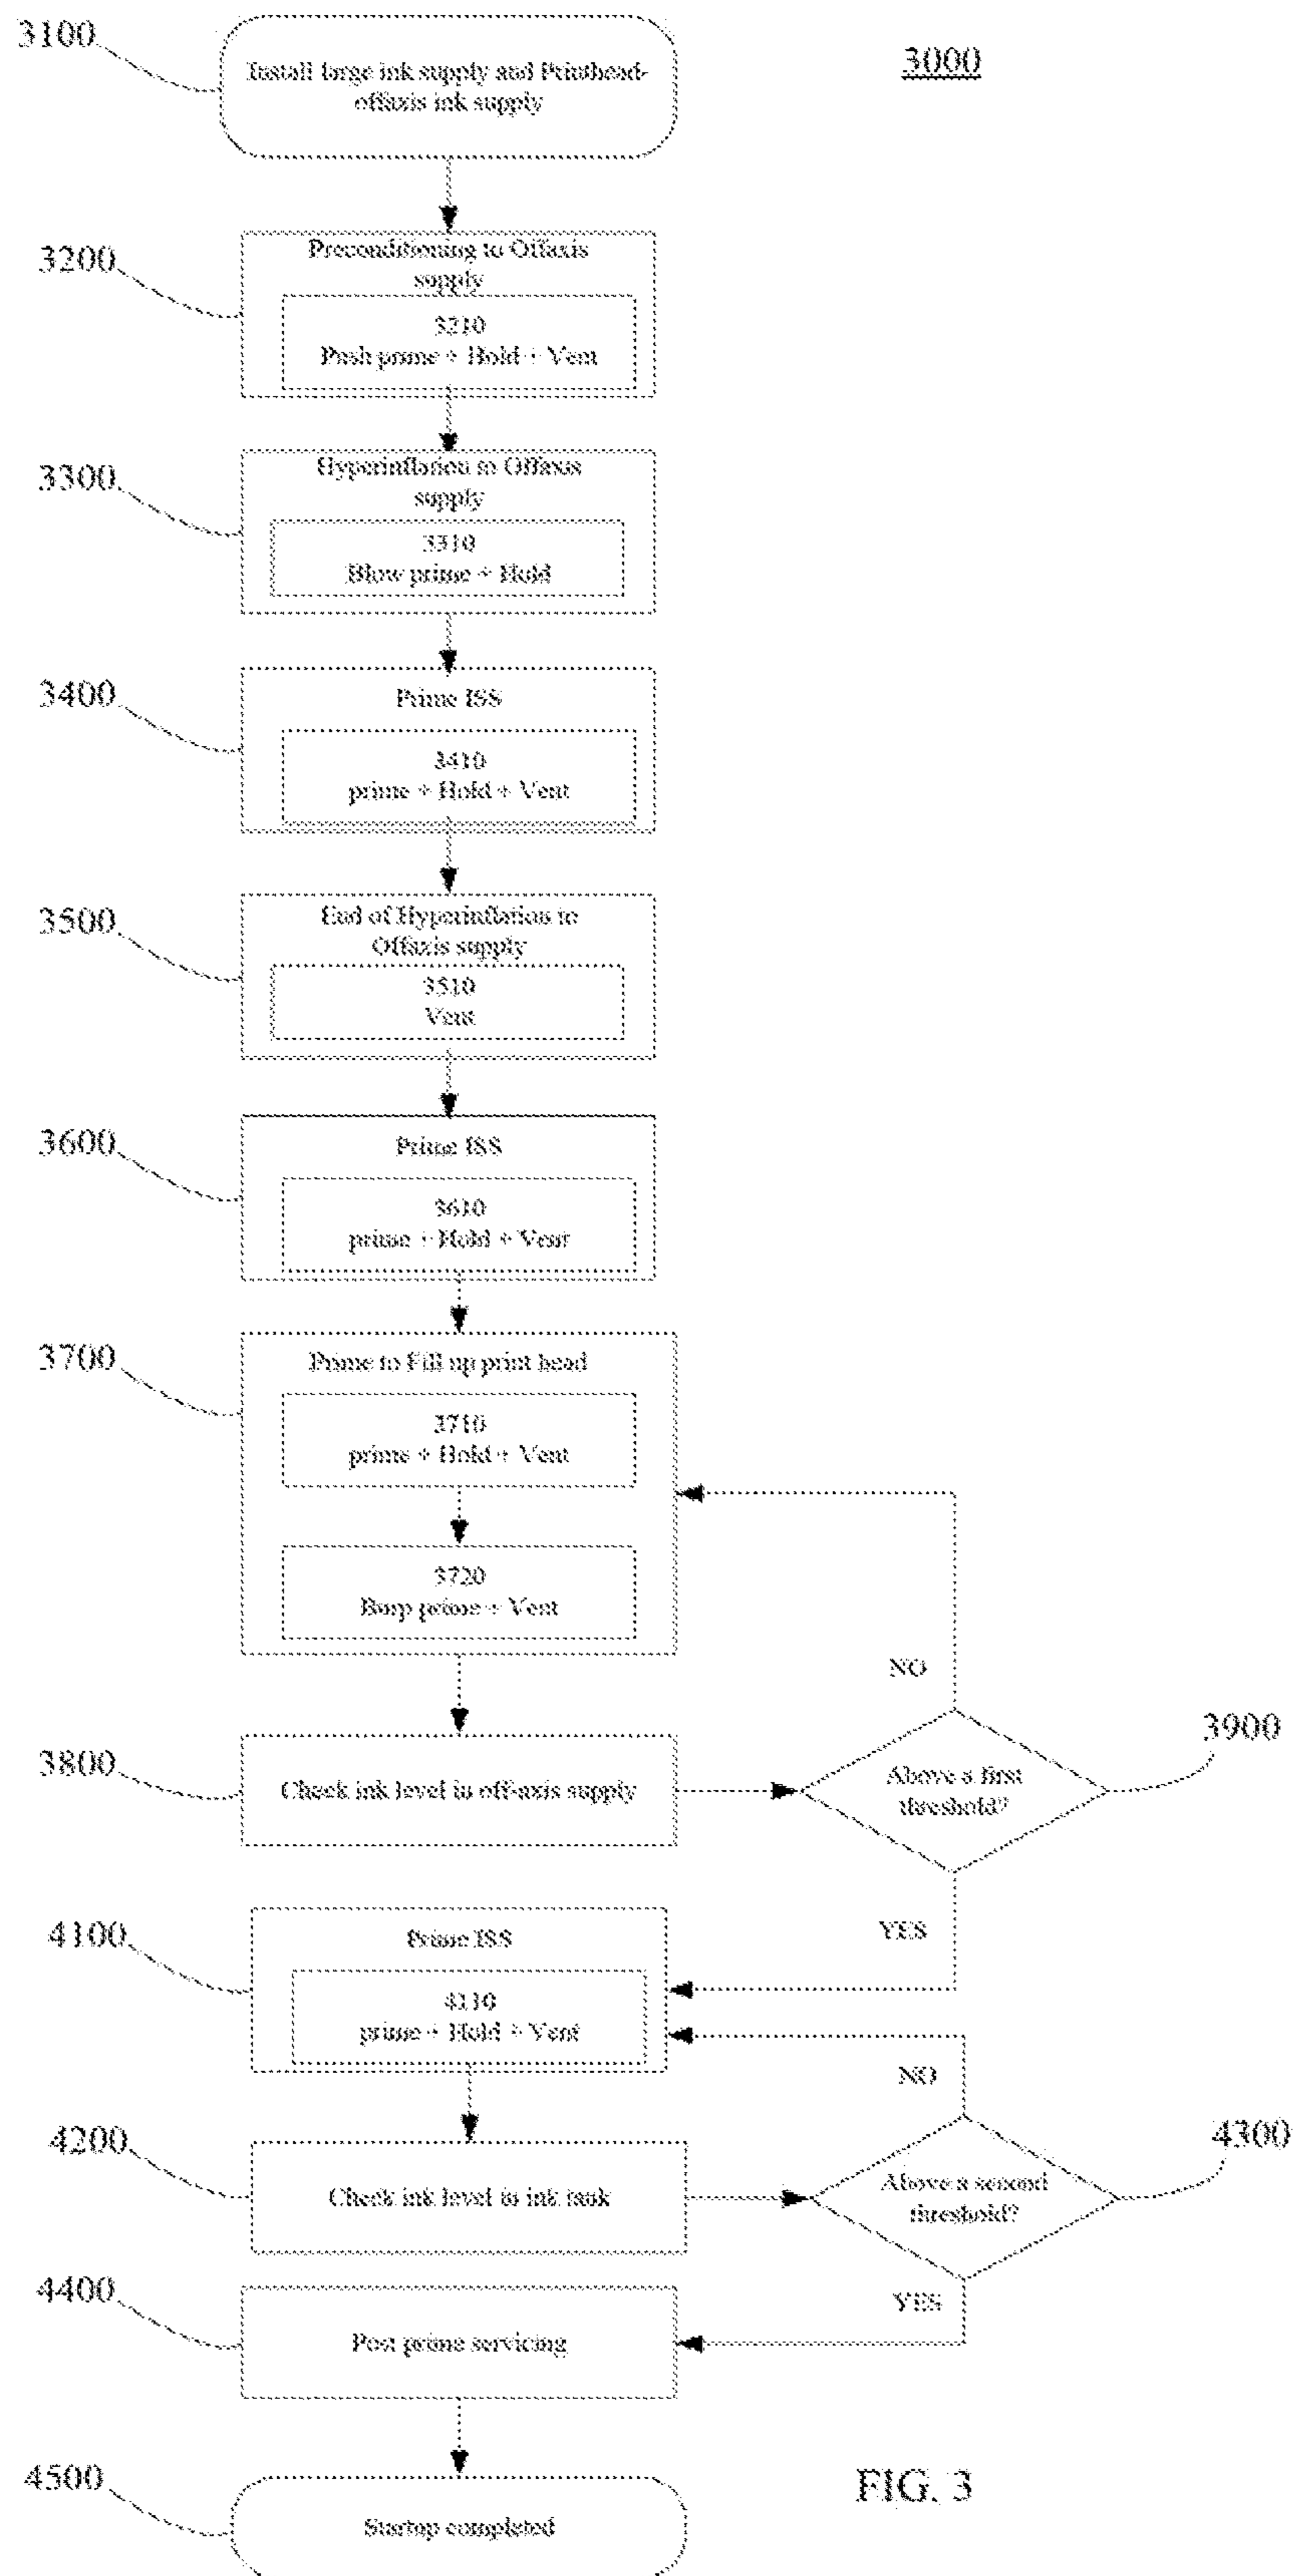 3000
3100
Install large ink supply and Printhead-
offaxis ink supply
3200
Preconditioning to Offaxis
supply
3210
Push prime + Hold + Vent
3300
Hyperinflation to Offaxis
supply
3310
Blow prime + Hold
3400
Prime ISS
3410
prime + Hold + Vent
3500
End of Hyperinflation to
Offaxis supply
3510
Vent
3600
Prime ISS
3610
prime + Hold + Vent
3700
Prime to Fill up print head
3710
prime + Hold + Vent
3720
Burp prime + Vent
NO
3800
Check ink level in off-axis supply
Above a first
threshold?
3900
YES
4100
Prime ISS
4110
prime + Hold + Vent
NO
4200
Check ink level in ink tank
Above a second
threshold?
4300
YES
4400
Post prime servicing
4500
Startup completed
FIG. 3